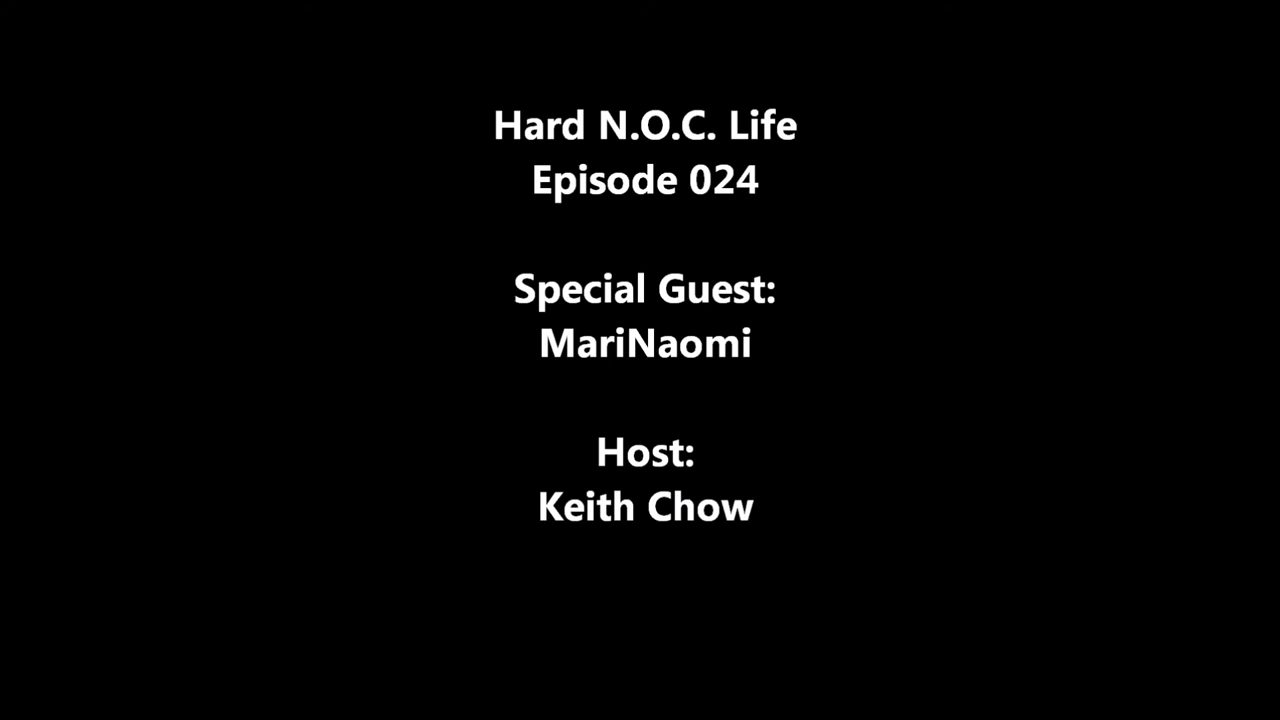 Hard N.O.C. Life
Episode 024
Special Guest:
MariNaomi
Host:
Keith Chow